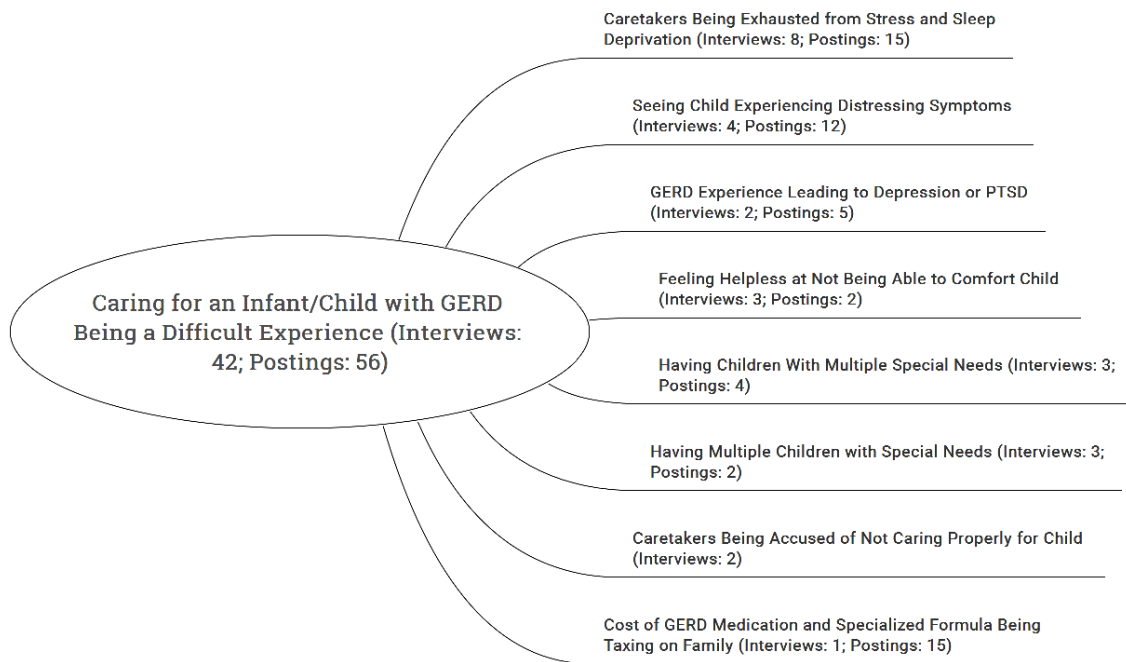 Caretakers Being Exhausted from Stress and Sleep
Deprivation (Interviews: 8; Postings: 15)
Seeing Child Experiencing Distressing Symptoms
(Interviews: 4; Postings: 12)
GERD Experience Leading to Depression or PTSD
(Interviews: 2; Postings: 5)
Feeling Helpless at Not Being Able to Comfort Child
(Interviews: 3; Postings: 2)
Caring for an Infant/Child with GERD
Being a Difficult Experience (Interviews:
42; Postings: 56)
Having Children With Multiple Special Needs (Interviews: 3;
Postings: 4)
Having Multiple Children with Special Needs (Interviews: 3;
Postings: 2)
Caretakers Being Accused of Not Caring Properly for Child
(Interviews: 2)
Cost of GERD Medication and Specialized Formula Being
Taxing on Family (Interviews: 1; Postings: 15)